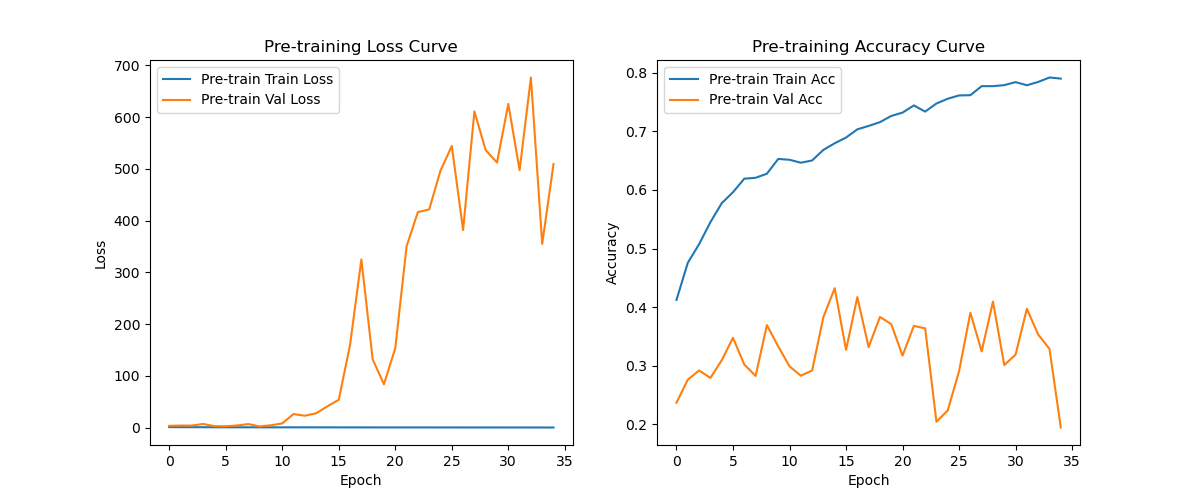 Pre-training Loss Curve
Pre-train Train Loss
Pre-train Val Loss
700
600
500
400
300
200
100
0
Loss
0 5 10 15 20 25 30 35
Epoch
Pre-training Accuracy Curve
Pre-train Train Acc
Pre-train Val Acc
0.8
0.7
0.6
0.5
0.4
0.3
0.2
Accuracy
0 5 10 15 20 25 30 35
Epoch